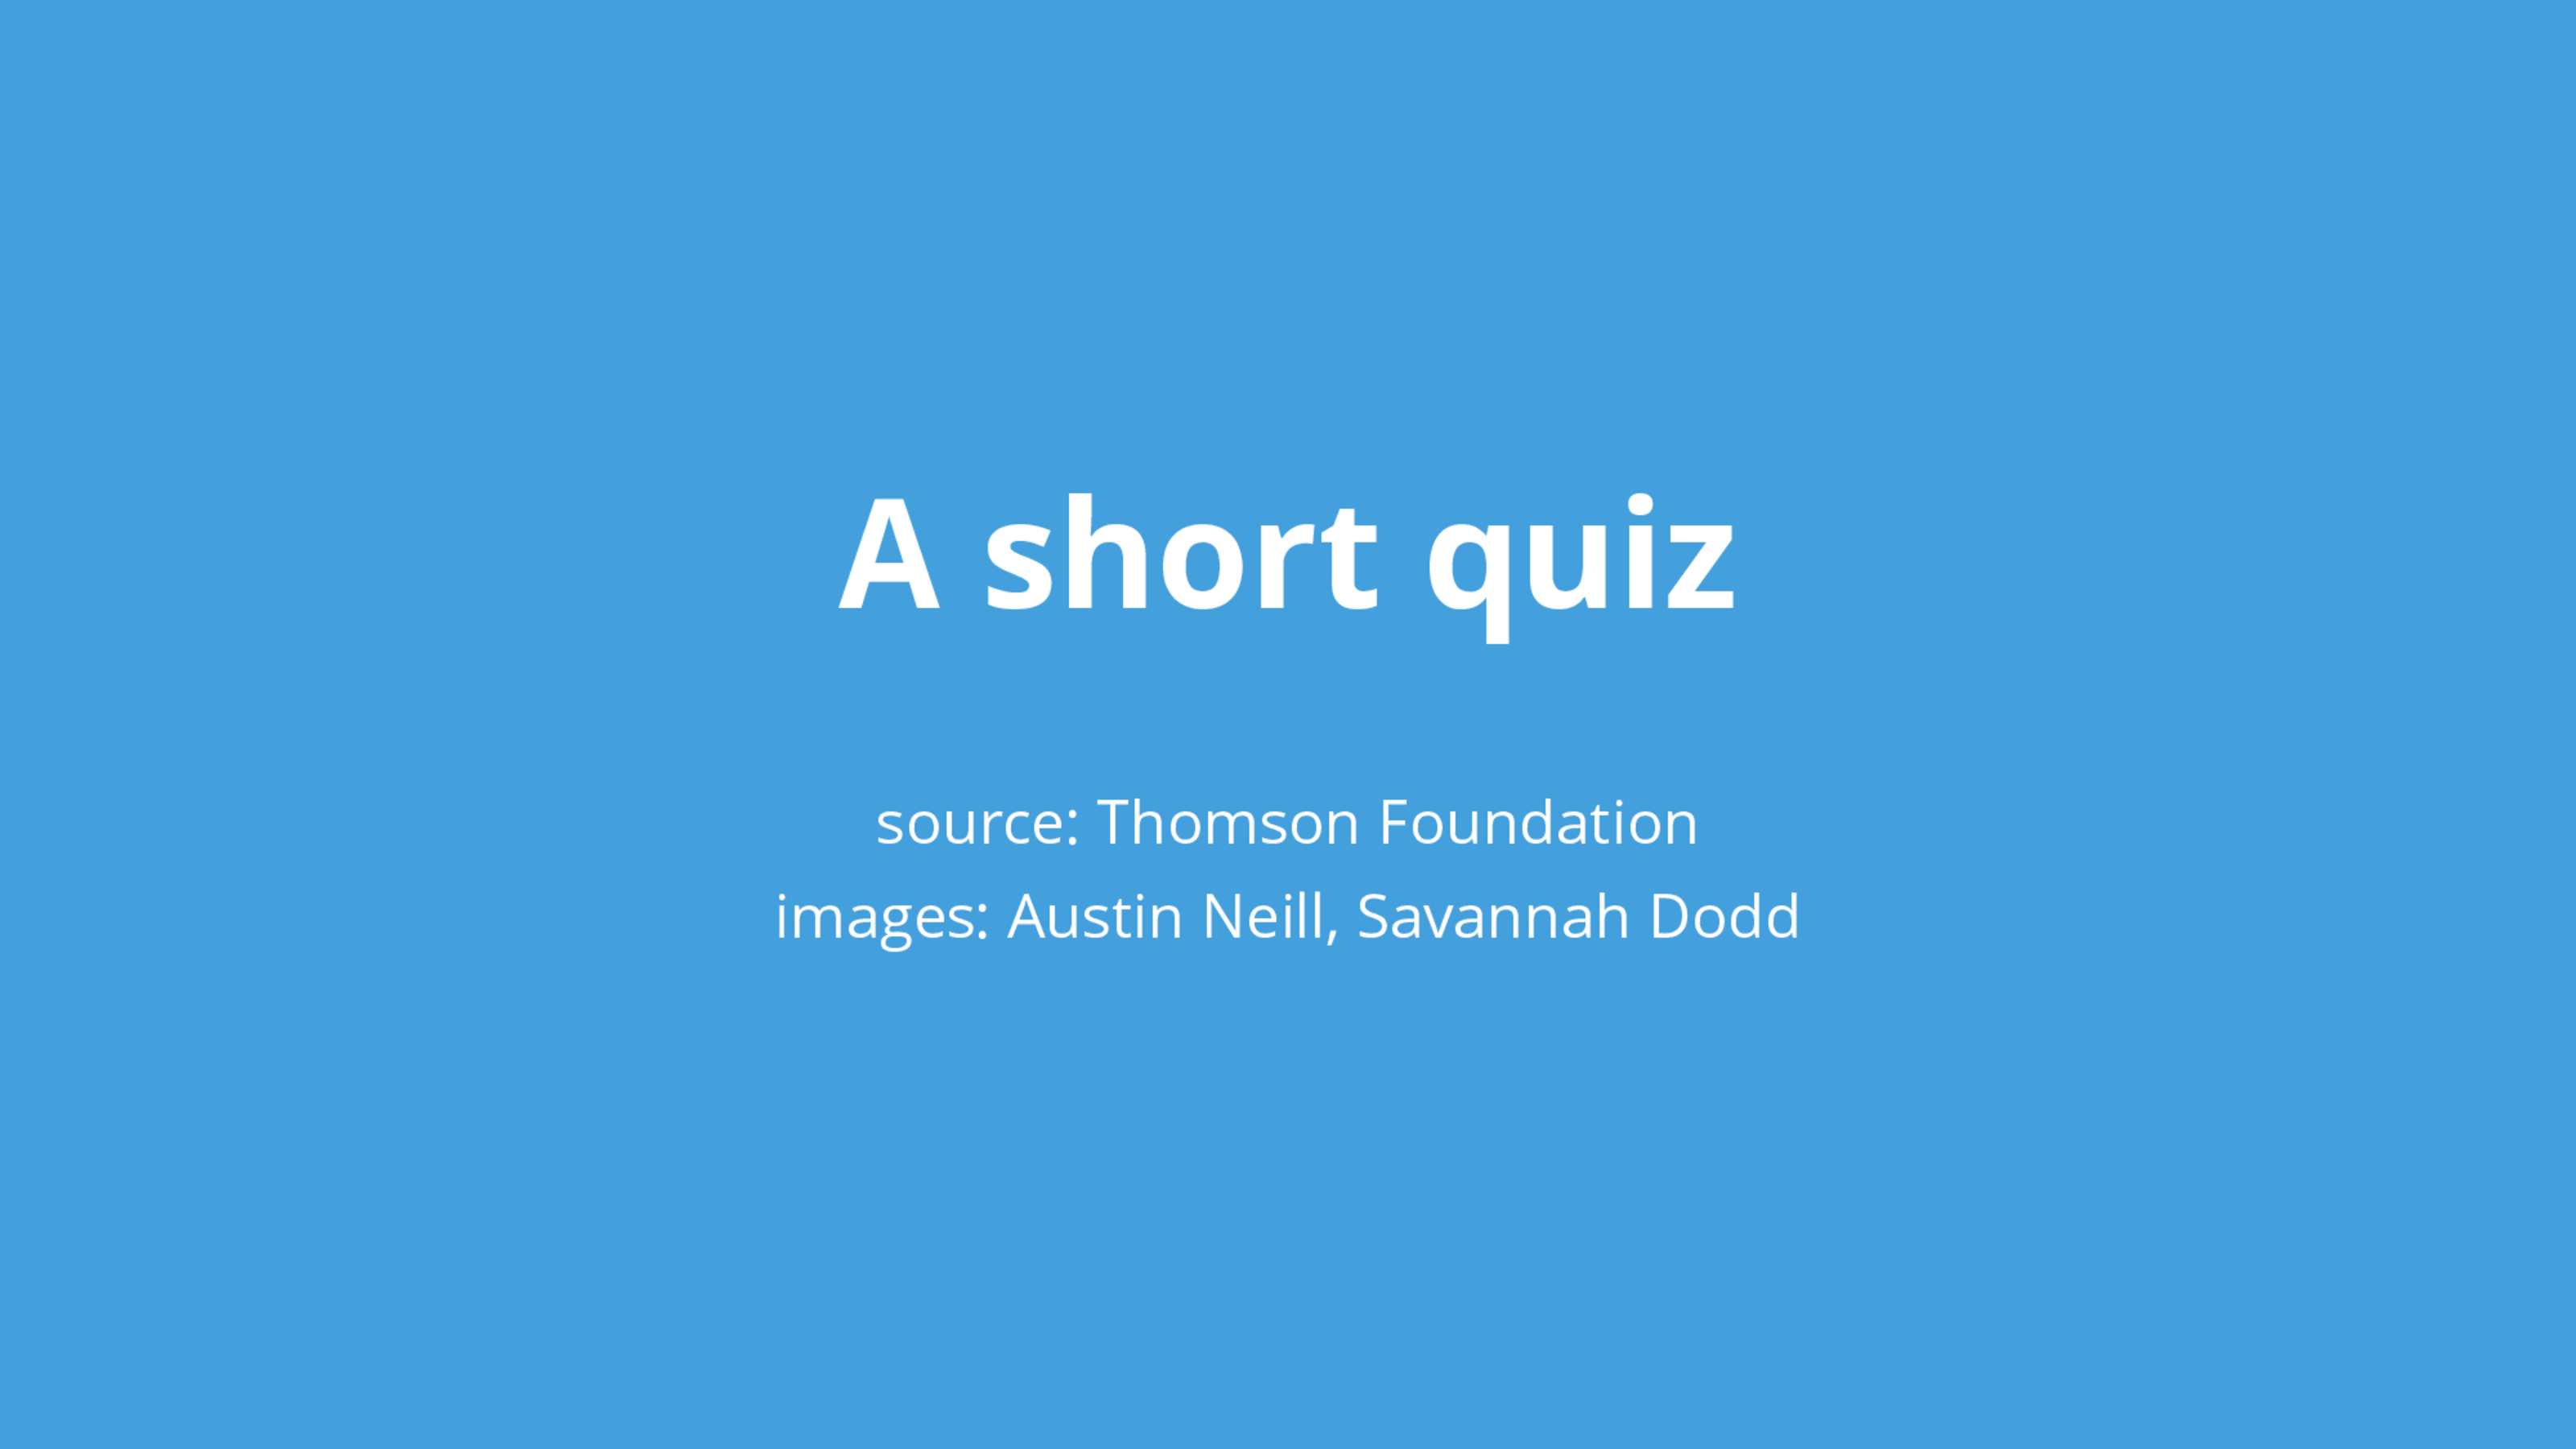 A short quiz
source: Thomson Foundation
images: Austin Neill, Savannah Dodd